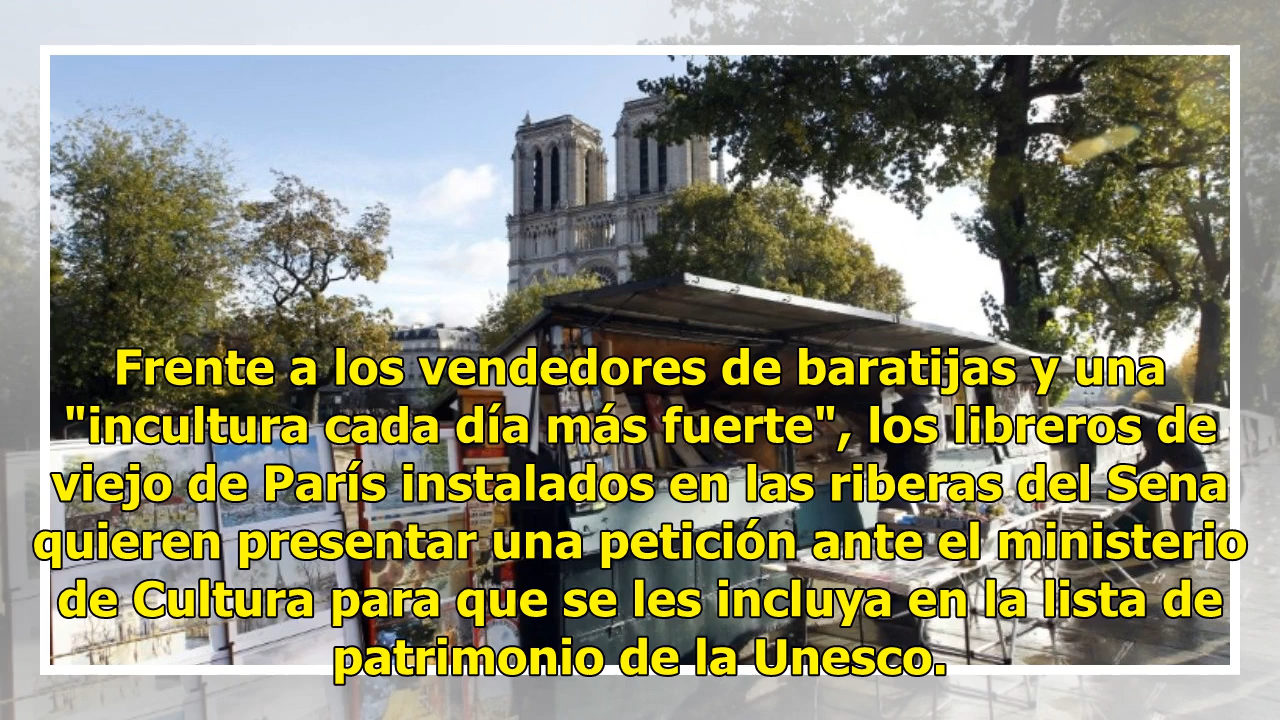 Frente a los vendedores de baratijas y una
"incultura cada día más fuerte", los libreros de
viejo de París instalados en las riberas del Sena
quieren presentar una petición ante el ministerio
de Cultura para que se les incluya en la lista de
patrimonio de la Unesco.